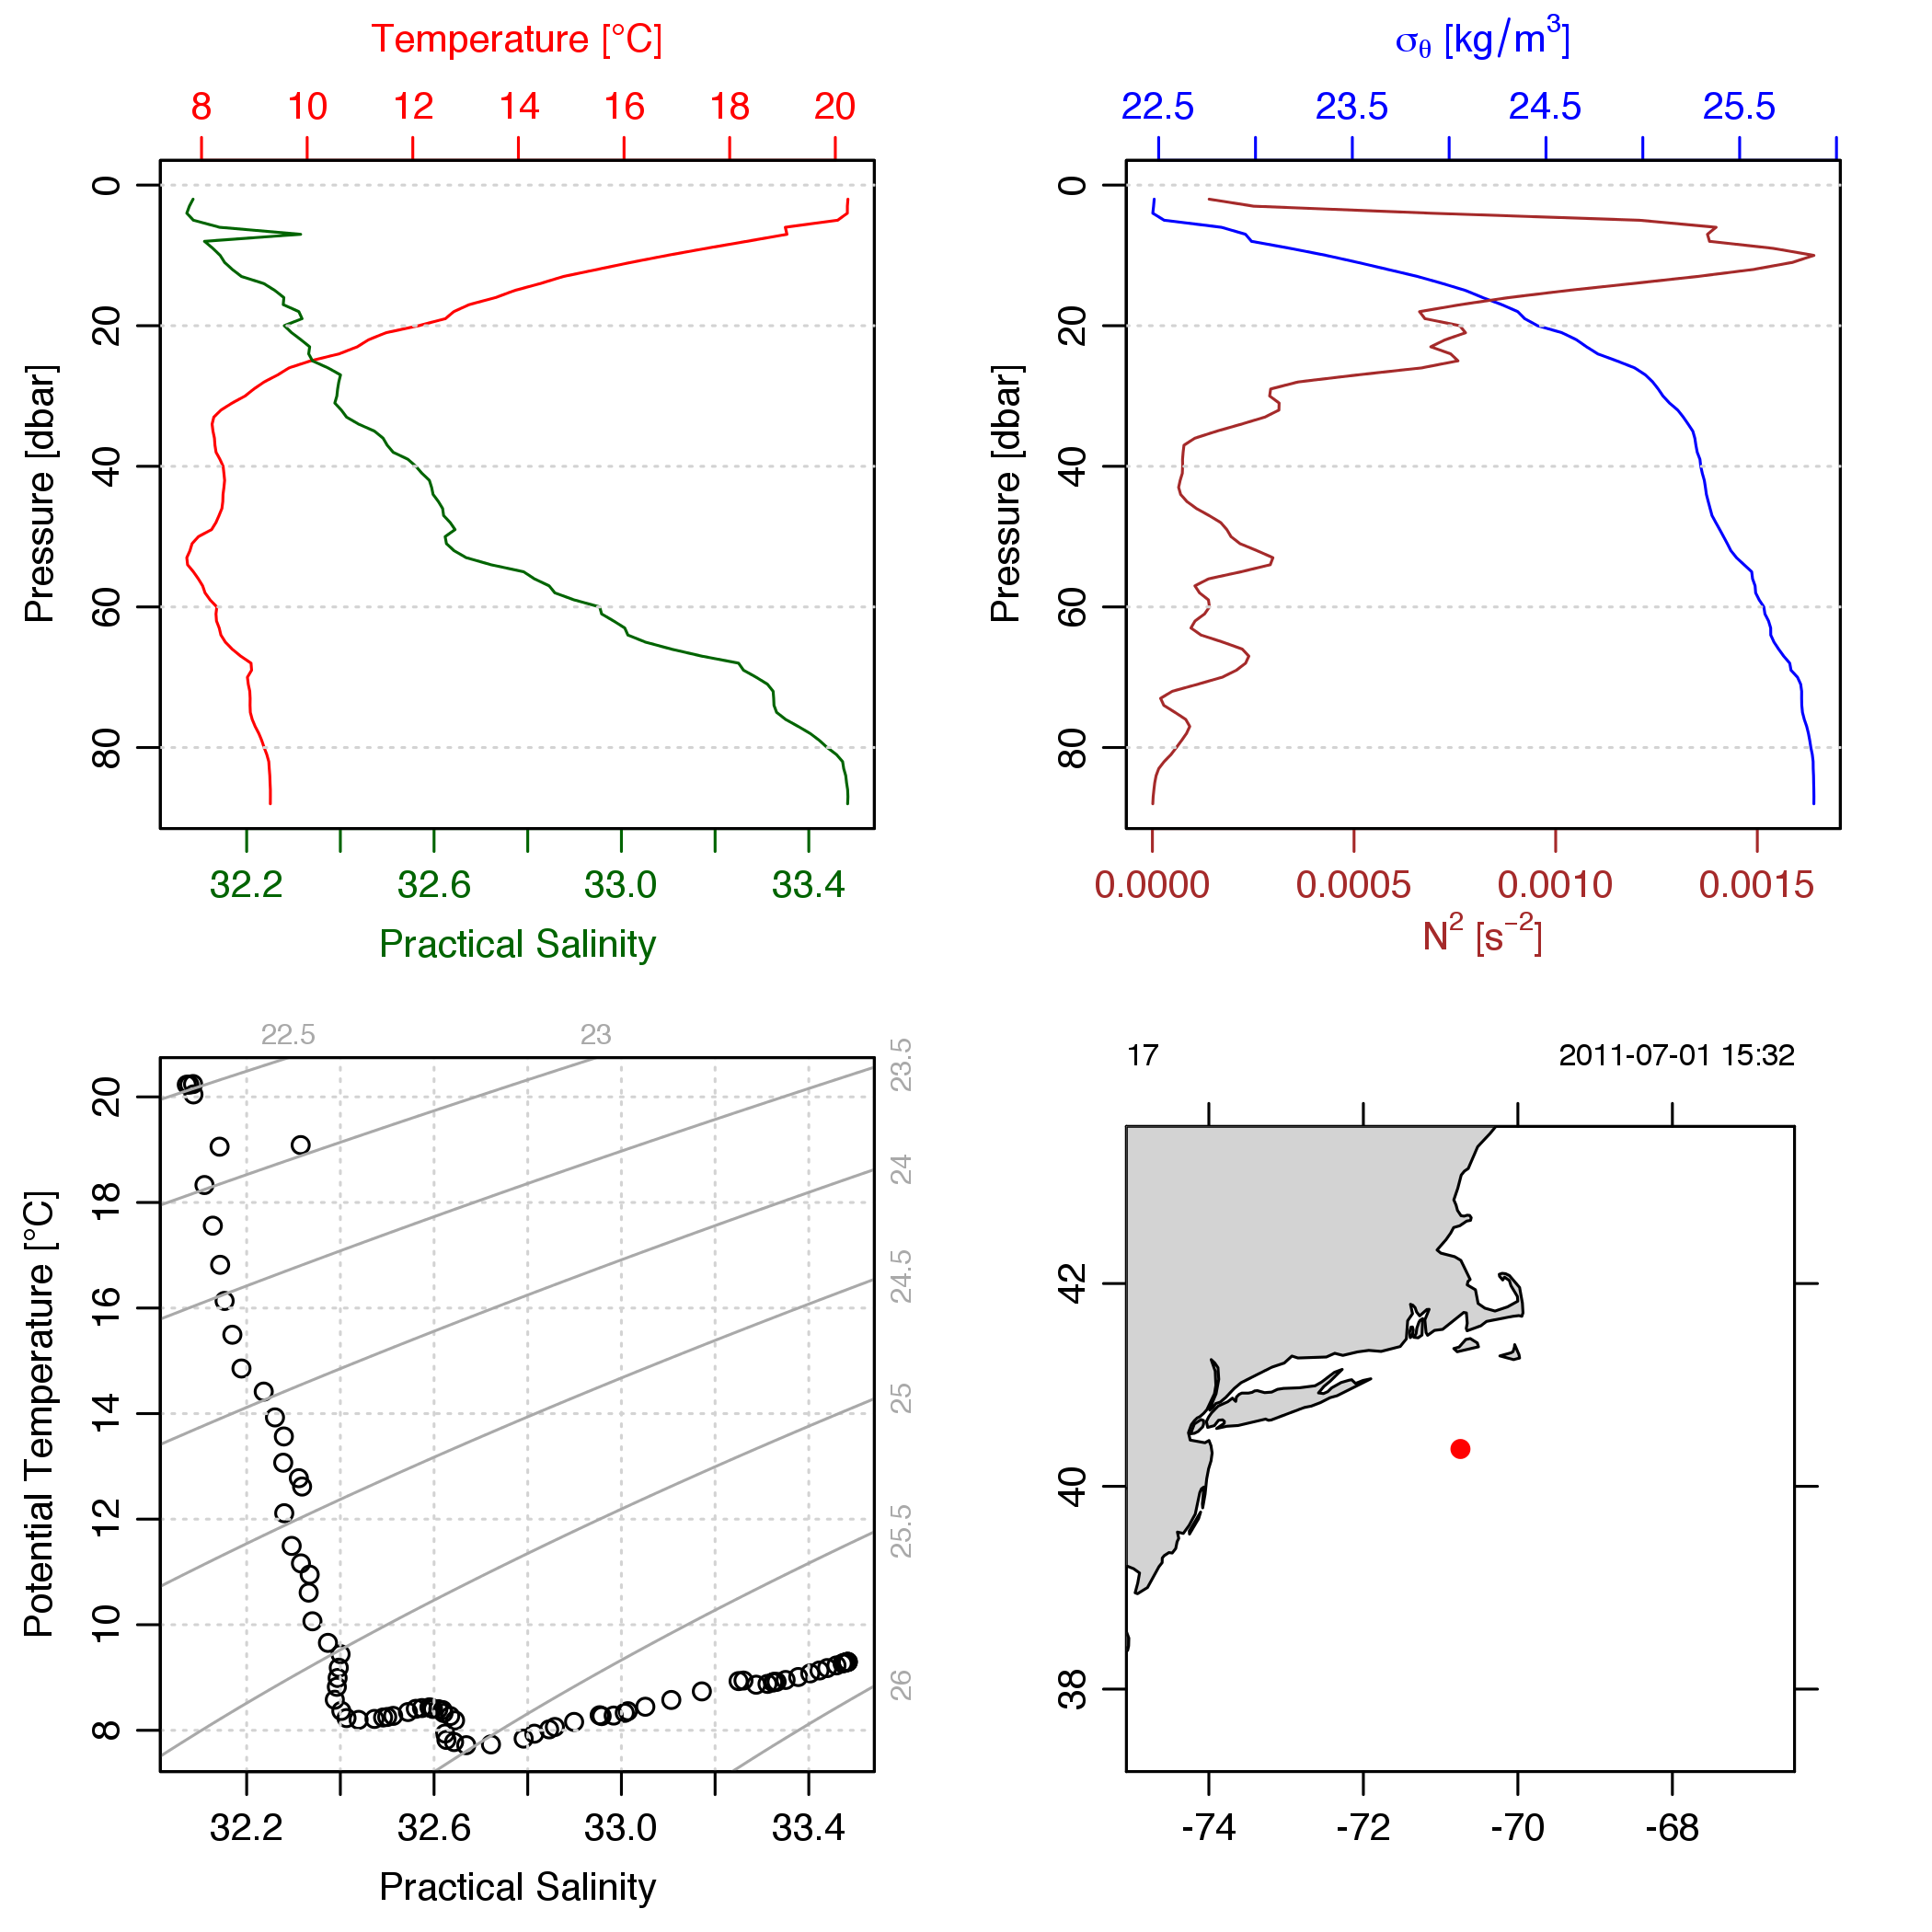 Temperature [°C]
8 10 12 14 16 18 20
0
20
40
60
80
Pressure [dbar]
32.2 32.6 33.0 33.4
Practical Salinity
σθ [kg/m³]
22.5 23.5 24.5 25.5
0
20
40
60
80
Pressure [dbar]
0.0000 0.0005 0.0010 0.0015
N² [s⁻²]
22.5 23
23.5
24
24.5
25
25.5
26
20
18
16
14
12
10
8
Potential Temperature [°C]
32.2 32.6 33.0 33.4
Practical Salinity
17 2011-07-01 15:32
42
40
38
-74 -72 -70 -68